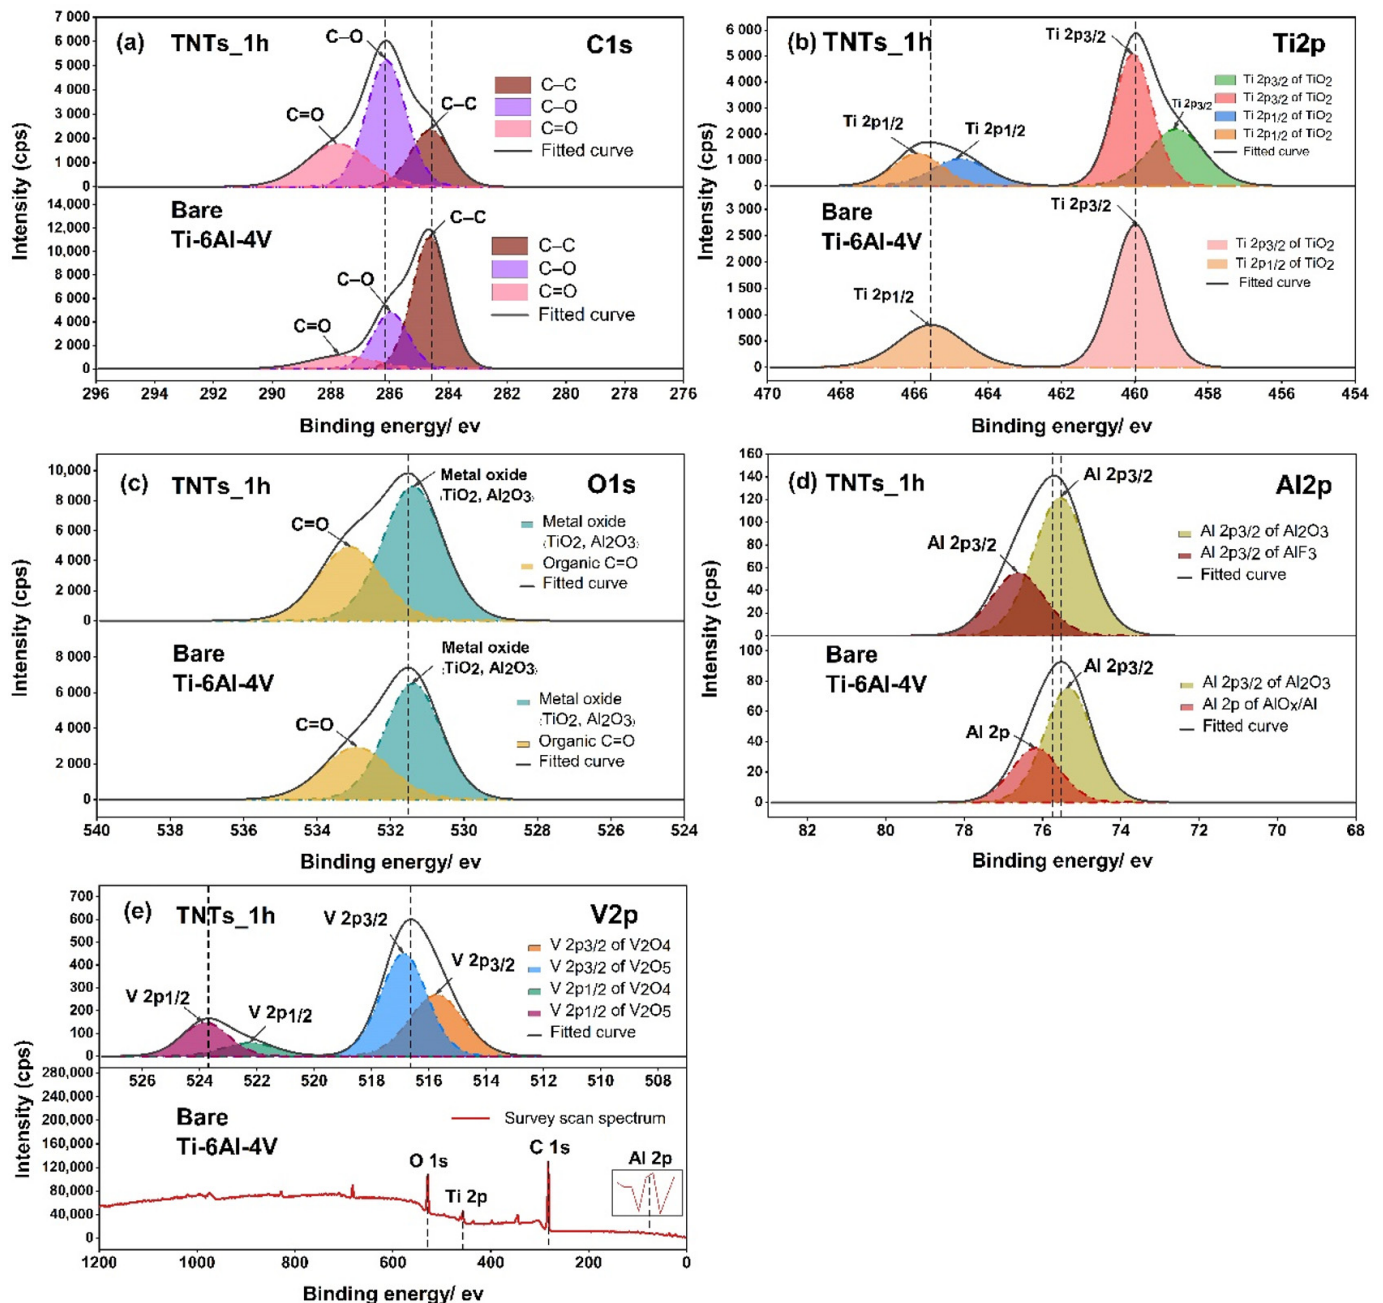 (a) TNTs_1h C1s
7 000
6 000
5 000
4 000
3 000
2 000
1 000
0
C–O
C=O
C–C
C–C
C–O
C=O
Fitted curve
Bare
Ti-6Al-4V
14,000
12,000
10,000
8 000
6 000
4 000
2 000
0
C–C
C–O
C=O
C–C
C–O
C=O
Fitted curve
296 294 292 290 288 286 284 282 280 278 276
Binding energy/ ev
Intensity (cps)
(b) TNTs_1h Ti2p
6 000
5 000
4 000
3 000
2 000
1 000
0
Ti 2p3/2
Ti 2p3/2
Ti 2p1/2
Ti 2p1/2
Ti 2p3/2 of TiO2
Ti 2p3/2 of TiO2
Ti 2p1/2 of TiO2
Ti 2p1/2 of TiO2
Fitted curve
Bare
Ti-6Al-4V
3 000
2 500
2 000
1 500
1 000
500
0
Ti 2p3/2
Ti 2p1/2
Ti 2p3/2 of TiO2
Ti 2p1/2 of TiO2
Fitted curve
470 468 466 464 462 460 458 456 454
Binding energy/ ev
Intensity (cps)
(c) TNTs_1h O1s
10,000
8 000
6 000
4 000
2 000
0
Metal oxide
(TiO2, Al2O3)
C=O
Metal oxide
(TiO2, Al2O3)
Organic C=O
Fitted curve
Bare
Ti-6Al-4V
8 000
6 000
4 000
2 000
0
Metal oxide
(TiO2, Al2O3)
C=O
Metal oxide
(TiO2, Al2O3)
Organic C=O
Fitted curve
540 538 536 534 532 530 528 526 524
Binding energy/ ev
Intensity (cps)
(d) TNTs_1h Al2p
160
140
120
100
80
60
40
20
0
Al 2p3/2
Al 2p3/2
Al 2p3/2 of Al2O3
Al 2p3/2 of AlF3
Fitted curve
Bare
Ti-6Al-4V
100
80
60
40
20
0
Al 2p3/2
Al 2p
Al 2p3/2 of Al2O3
Al 2p of AlOx/Al
Fitted curve
82 80 78 76 74 72 70 68
Binding energy/ ev
Intensity (cps)
(e) TNTs_1h V2p
700
600
500
400
300
200
100
0
V 2p3/2
V 2p3/2
V 2p1/2
V 2p1/2
V 2p3/2 of V2O4
V 2p3/2 of V2O5
V 2p1/2 of V2O4
V 2p1/2 of V2O5
Fitted curve
526 524 522 520 518 516 514 512 510 508
Intensity (cps)
Bare
Ti-6Al-4V
280,000
240,000
200,000
160,000
120,000
80,000
40,000
0
Survey scan spectrum
O 1s
Ti 2p
C 1s
Al 2p
1200 1000 800 600 400 200 0
Binding energy/ ev
Intensity (cps)